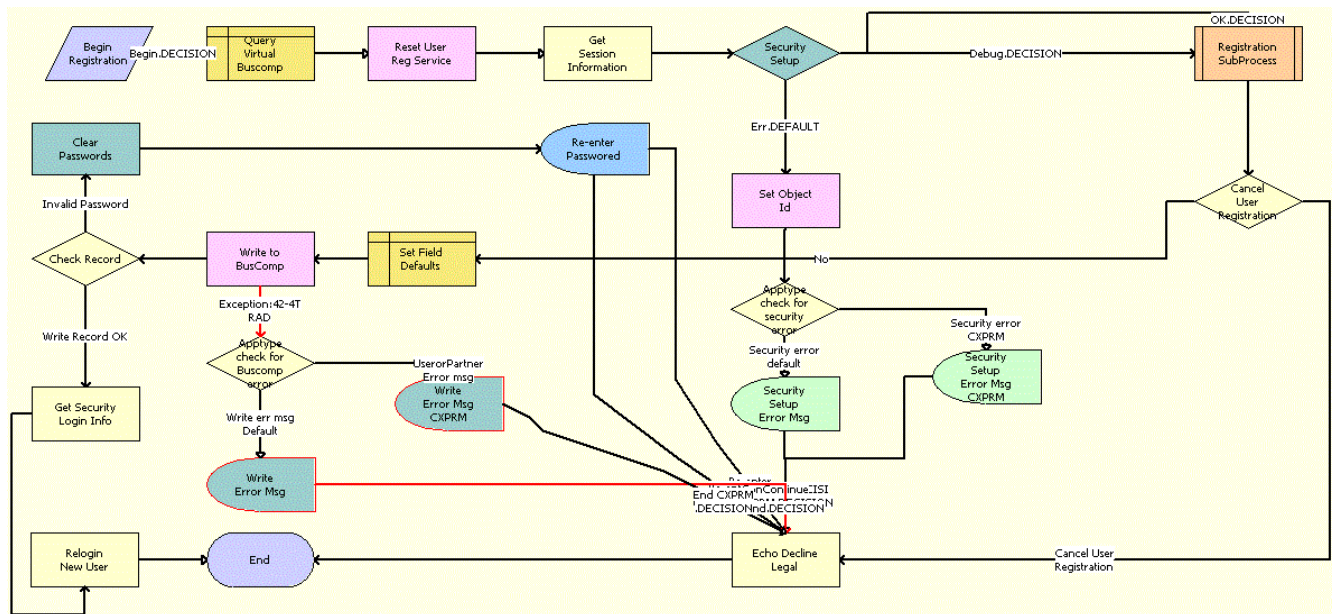 OK.DECISION
Begin
Registration
Begin.DECISION
Query
Virtual
Buscomp
Reset User
Reg Service
Get
Session
Information
Security
Setup
Debug.DECISION
Registration
SubProcess
Err.DEFAULT
Clear
Passwords
Re-enter
Passwored
Invalid Password
Set Object
Id
Cancel
User
Registration
Check Record
Write to
BusComp
Set Field
Defaults
No
Exception:42-4T
RAD
Apptype
check for
security
error
Security error
CXPRM
Write Record OK
Apptype
check for
Buscomp
error
UserorPartner
Error msg
Security error
default
Security
Setup
Error Msg
CXPRM
Write
Error Msg
CXPRM
Security
Setup
Error Msg
Get Security
Login Info
Write err msg
Default
Write
Error Msg
End CXPRM
Relogin
New User
End
Echo Decline
Legal
Cancel User
Registration